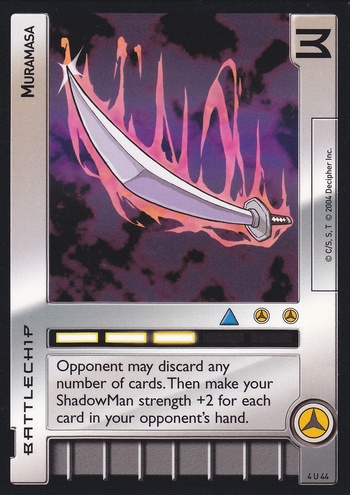 MURAMASA
M
© C/S, S, T © 2004 Decipher Inc.
BATTLECHIP
Opponent may discard any
number of cards. Then make your
ShadowMan strength +2 for each
card in your opponent's hand.
4 U 44